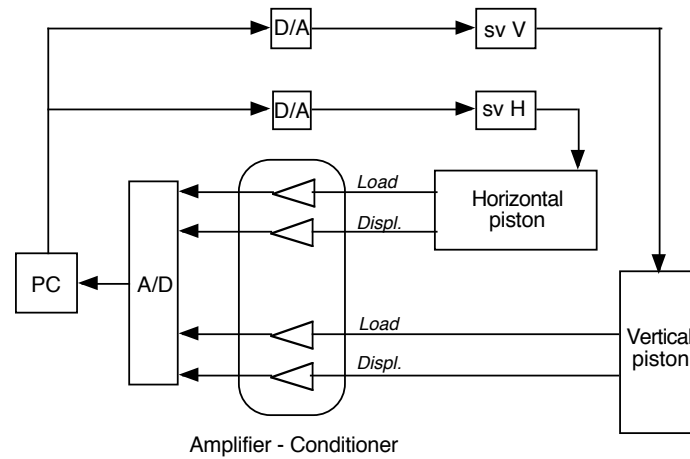 D/A
sv V
D/A
sv H
Load
Horizontal
piston
Displ.
PC
A/D
Load
Vertical
piston
Displ.
Amplifier - Conditioner